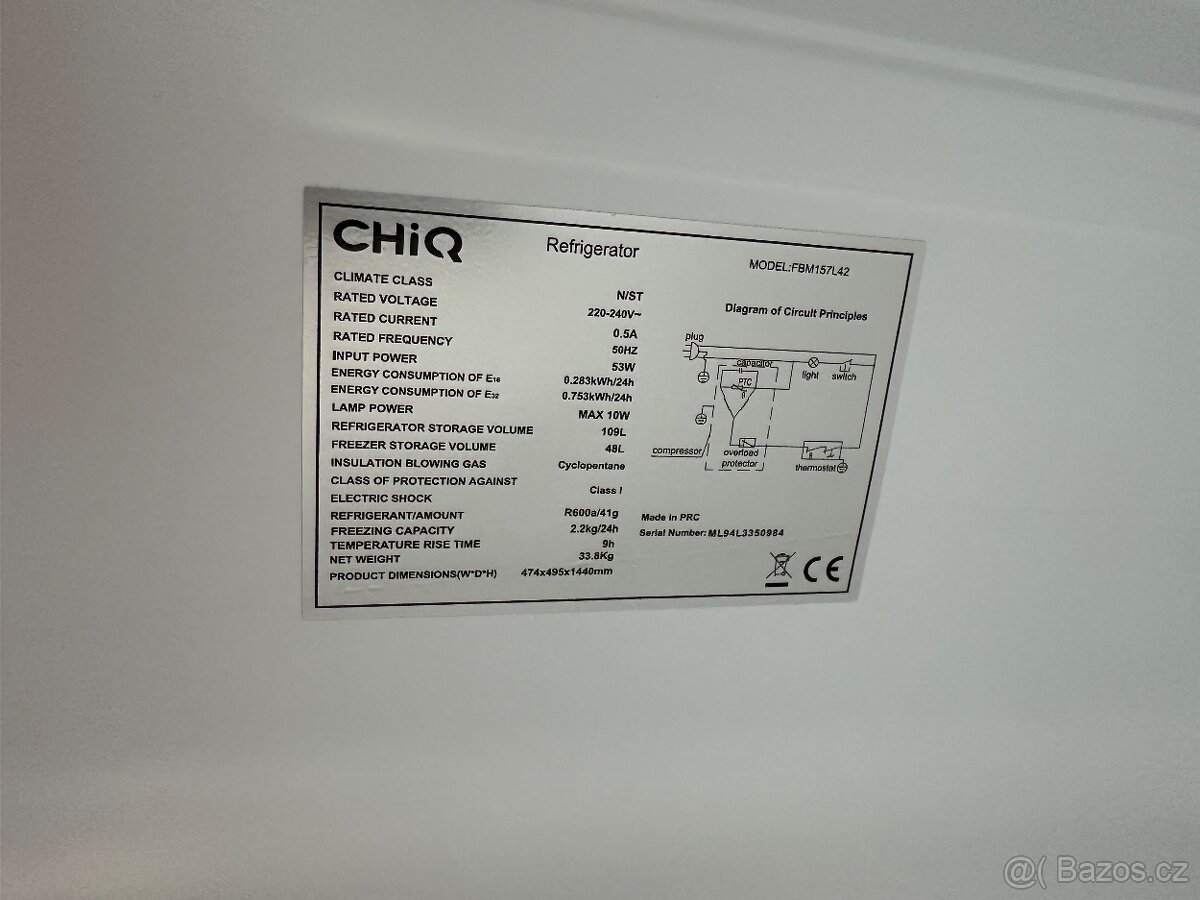 CHiQ
Refrigerator
MODEL:FBM157L42
CLIMATE CLASS N/ST
RATED VOLTAGE 220-240V~
RATED CURRENT 0.5A
RATED FREQUENCY 50HZ
INPUT POWER 53W
ENERGY CONSUMPTION OF E16 0.283kWh/24h
ENERGY CONSUMPTION OF E32 0.753kWh/24h
LAMP POWER MAX 10W
REFRIGERATOR STORAGE VOLUME 109L
FREEZER STORAGE VOLUME 48L
INSULATION BLOWING GAS Cyclopentane
CLASS OF PROTECTION AGAINST
ELECTRIC SHOCK Class I
REFRIGERANT/AMOUNT R600a/41g
FREEZING CAPACITY 2.2kg/24h
TEMPERATURE RISE TIME 9h
NET WEIGHT 33.8Kg
PRODUCT DIMENSIONS(W*D*H) 474x495x1440mm
Diagram of Circuit Principles
plug
capacitor
PTC
light
switch
compressor
overload
protector
thermostat
Made in PRC
Serial Number: ML94L3350984
CE
@( Bazos.cz